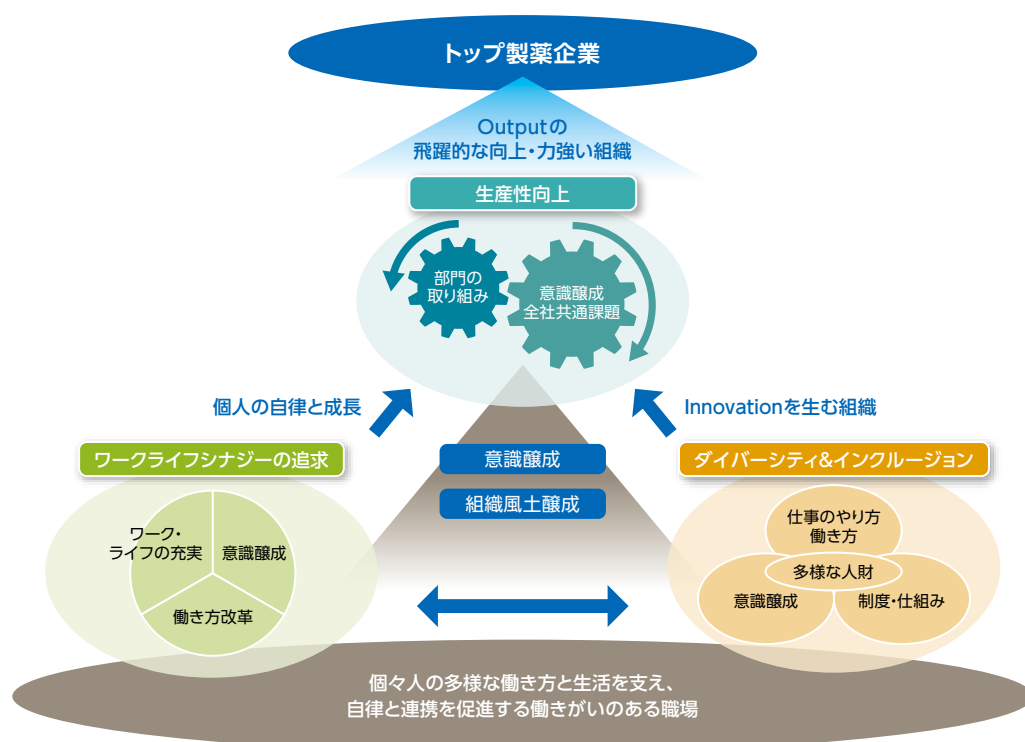 トップ製薬企業
Outputの
飛躍的な向上・力強い組織
生産性向上
部門の
取り組み
意識醸成
全社共通課題
個人の自律と成長
Innovationを生む組織
ワークライフシナジーの追求
意識醸成
組織風土醸成
ダイバーシティ&インクルージョン
ワーク・
ライフの充実
意識醸成
働き方改革
仕事のやり方
働き方
多様な人財
意識醸成
制度・仕組み
個々人の多様な働き方と生活を支え、
自律と連携を促進する働きがいのある職場